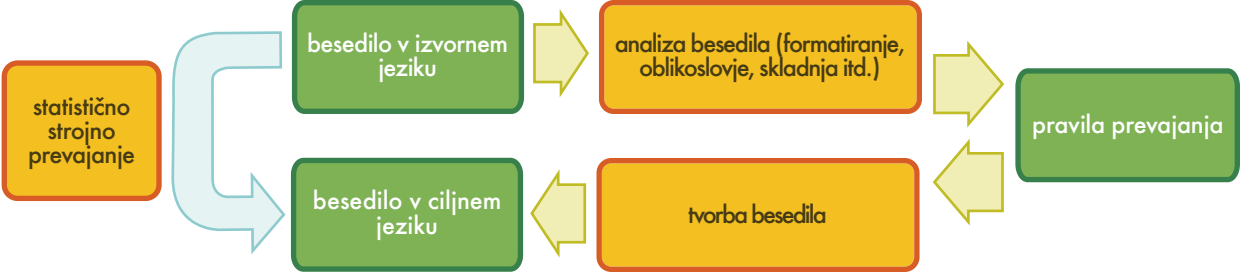 statistično
strojno
prevajanje
besedilo v izvornem
jeziku
analiza besedila (formatiranje,
oblikoslovje, skladnja itd.)
pravila prevajanja
tvorba besedila
besedilo v ciljnem
jeziku